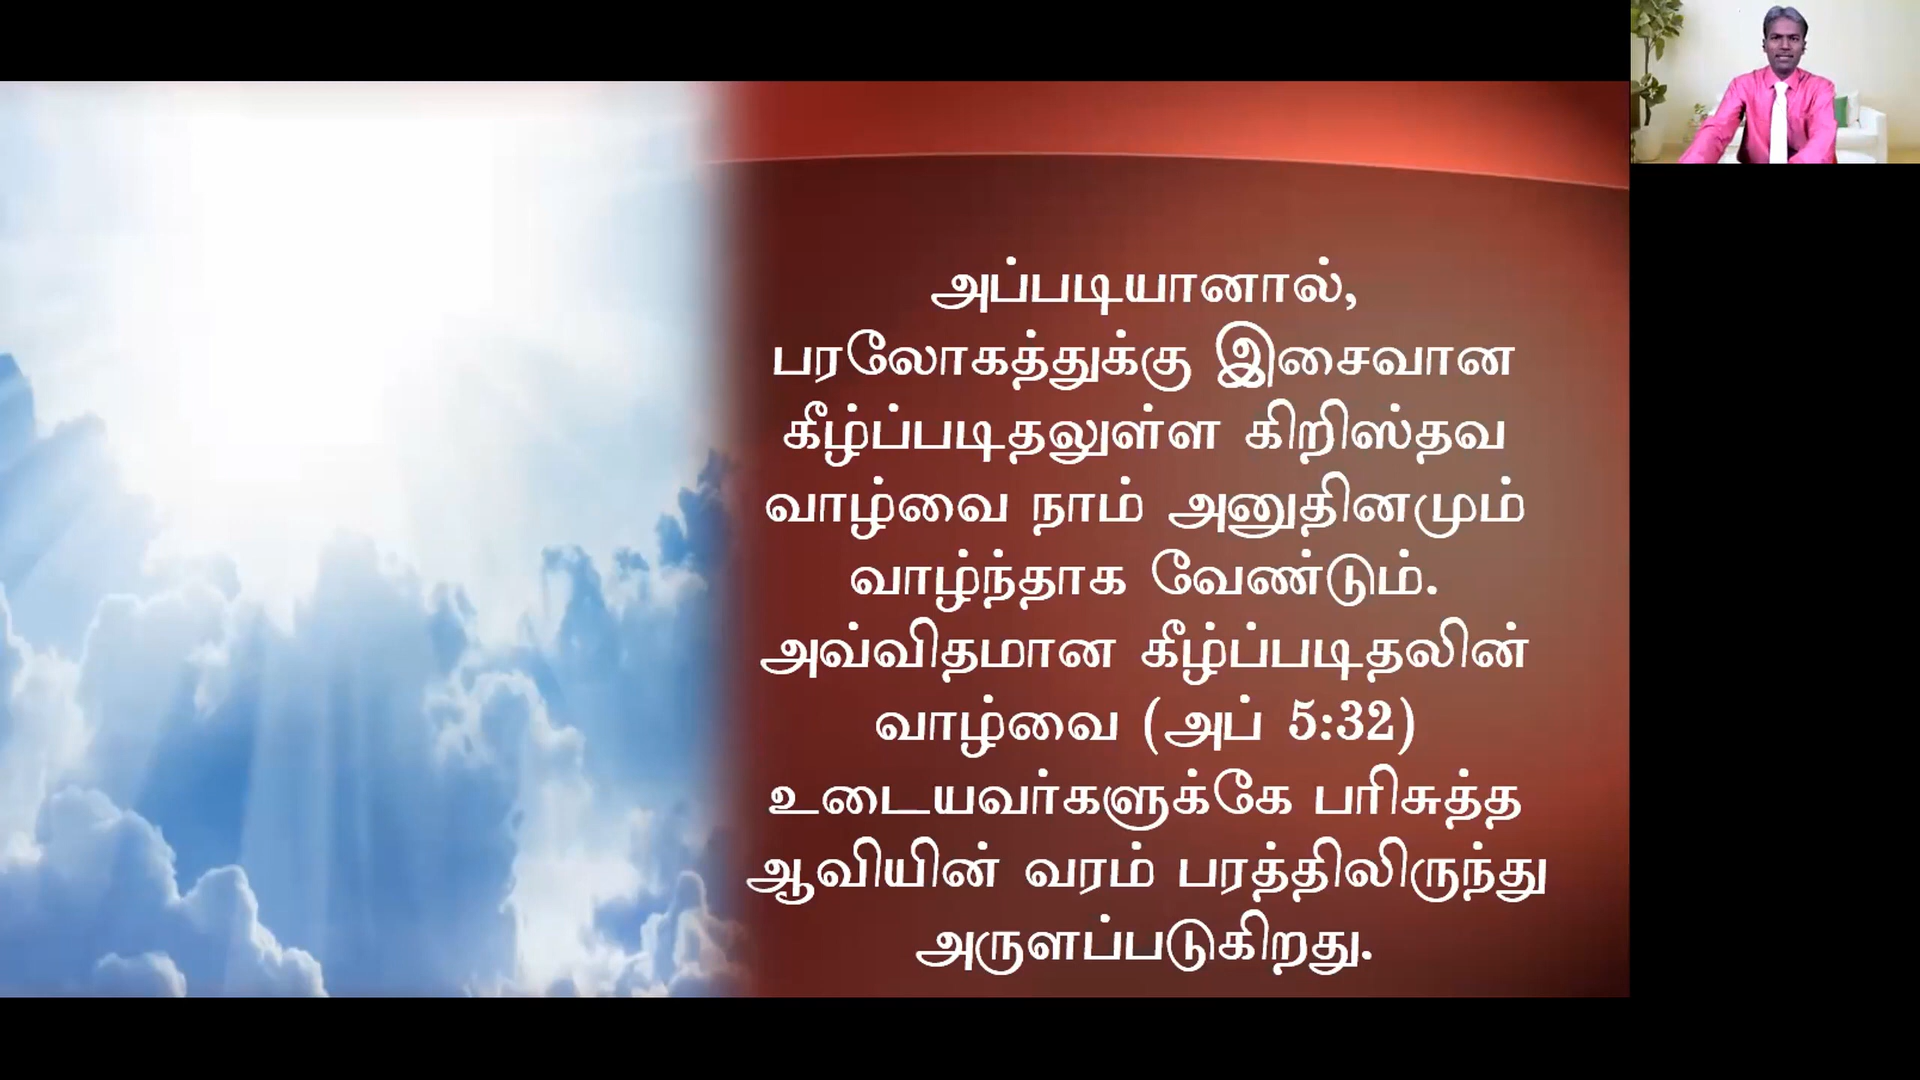 அப்படியானால்,
பரலோகத்துக்கு இசைவான
கீழ்ப்படிதலுள்ள கிறிஸ்தவ
வாழ்வை நாம் அனுதினமும்
வாழ்ந்தாக வேண்டும்.
அவ்விதமான கீழ்ப்படிதலின்
வாழ்வை (அப் 5:32)
உடையவர்களுக்கே பரிசுத்த
ஆவியின் வரம் பரத்திலிருந்து
அருளப்படுகிறது.